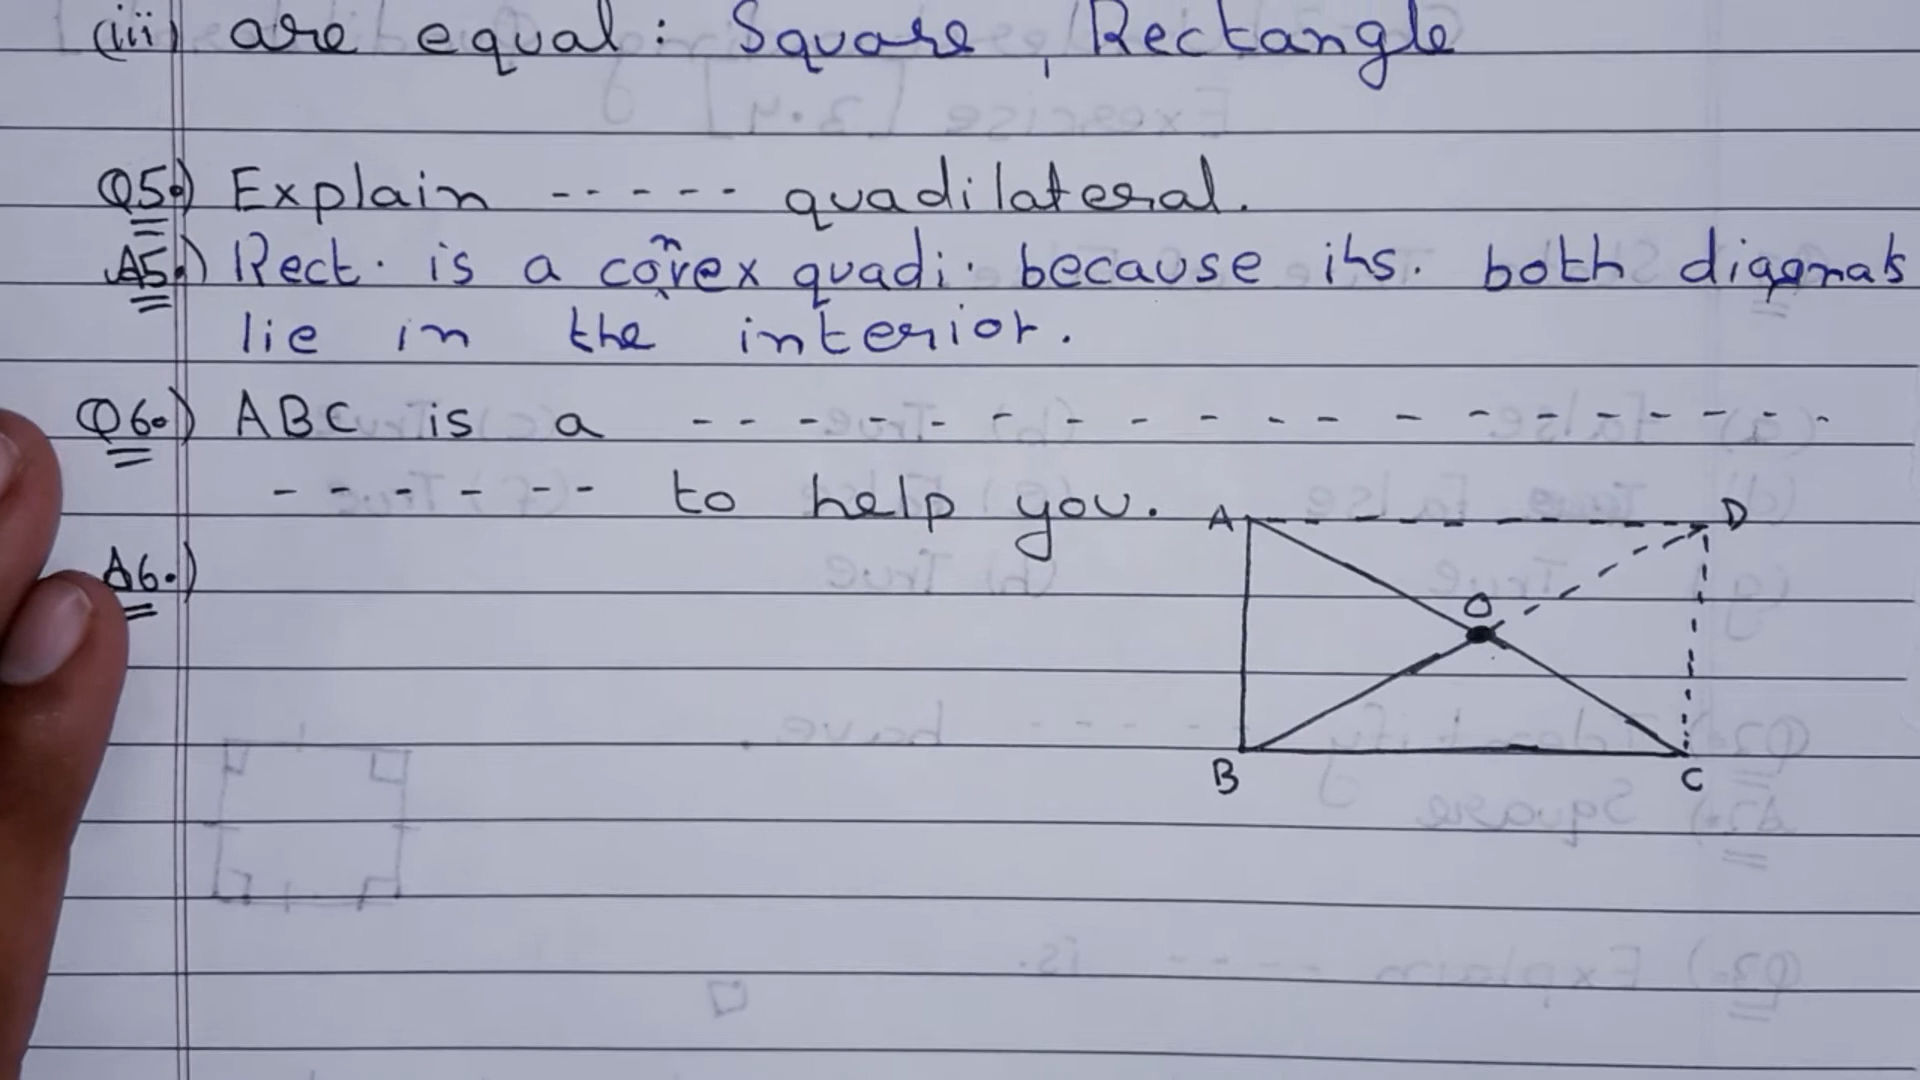 (iii) are equal: Square, Rectangle
Q5.) Explain ----- quadilateral.
A5.) Rect. is a convex quadi. because its. both digonals
lie in the interior.
Q6.) ABC is a - - - - - - - - - - - - - - - - - -
- - - - - - to help you.
A D
A6.)
O
B C